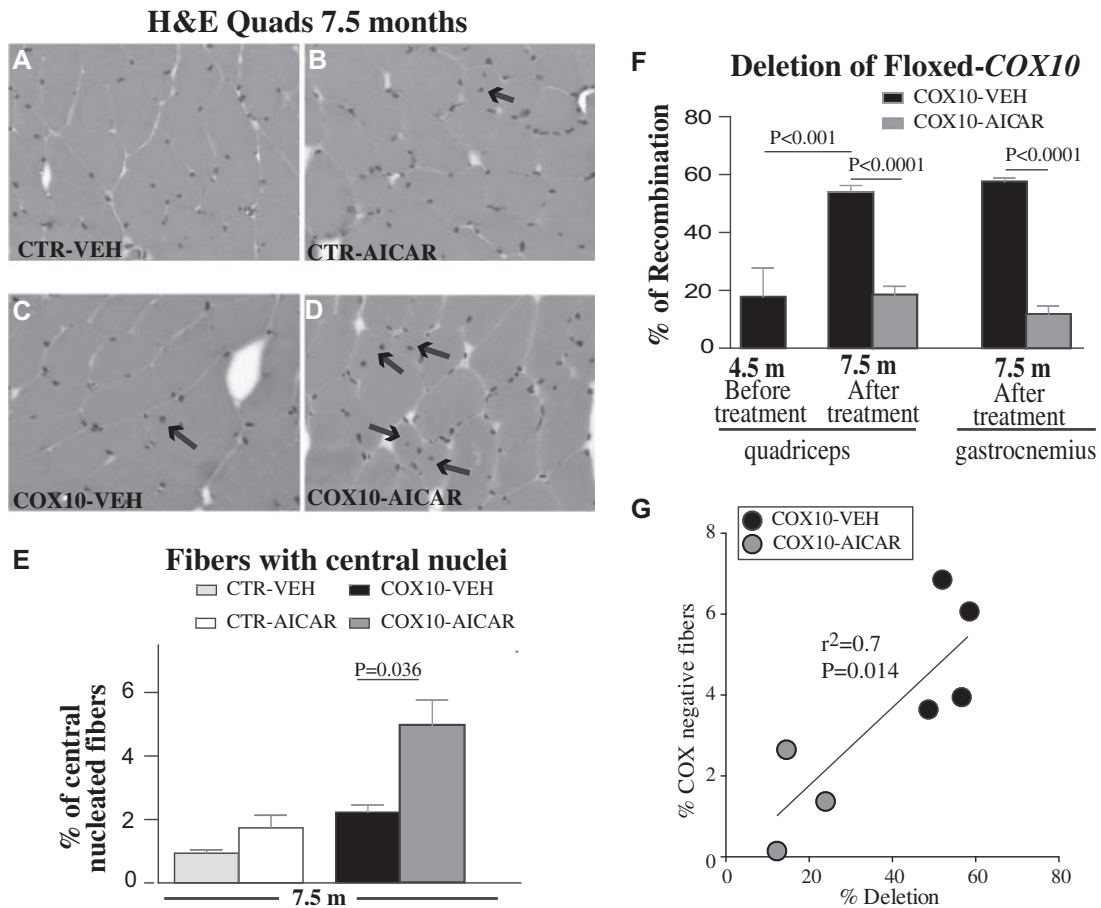 H&E Quads 7.5 months
A
B
CTR-VEH
CTR-AICAR
C
D
COX10-VEH
COX10-AICAR
E
Fibers with central nuclei
CTR-VEH
COX10-VEH
CTR-AICAR
COX10-AICAR
P=0.036
% of central
nucleated fibers
6
4
2
0
7.5 m
F
Deletion of Floxed-COX10
COX10-VEH
COX10-AICAR
P<0.001
P<0.0001
P<0.0001
% of Recombination
80
60
40
20
0
4.5 m
7.5 m
7.5 m
Before
treatment
After
treatment
After
treatment
quadriceps
gastrocnemius
G
COX10-VEH
COX10-AICAR
r²=0.7
P=0.014
% COX negative fibers
8
6
4
2
0
0
20
40
60
80
% Deletion